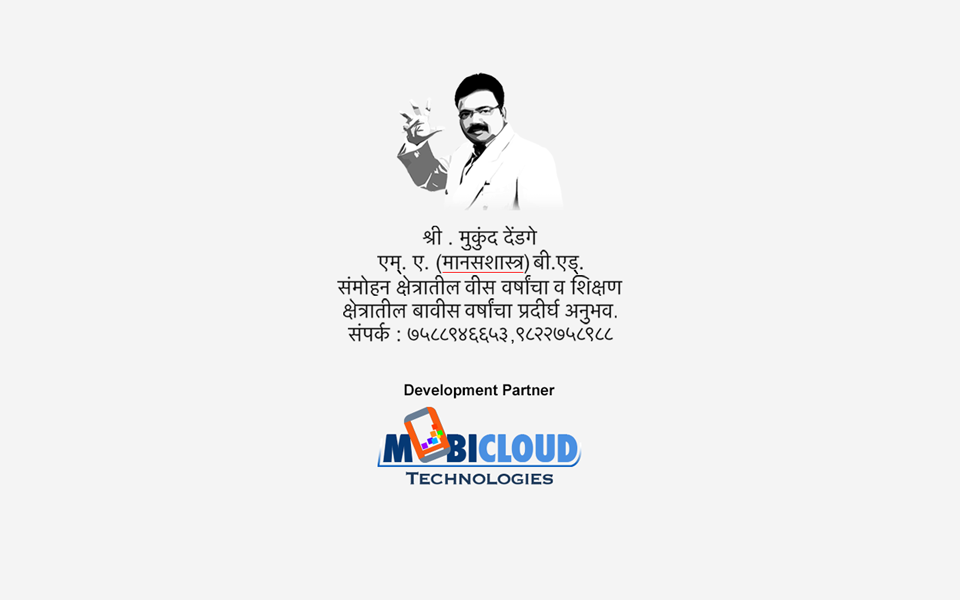 श्री . मुकुंद देंडगे
एम्. ए. (मानसशास्त्र) बी.एड्.
संमोहन क्षेत्रातील वीस वर्षांचा व शिक्षण
क्षेत्रातील बावीस वर्षांचा प्रदीर्घ अनुभव.
संपर्क : ७५८८९४६६५३,९८२२७५८९८८
Development Partner
MOBICLOUD
TECHNOLOGIES